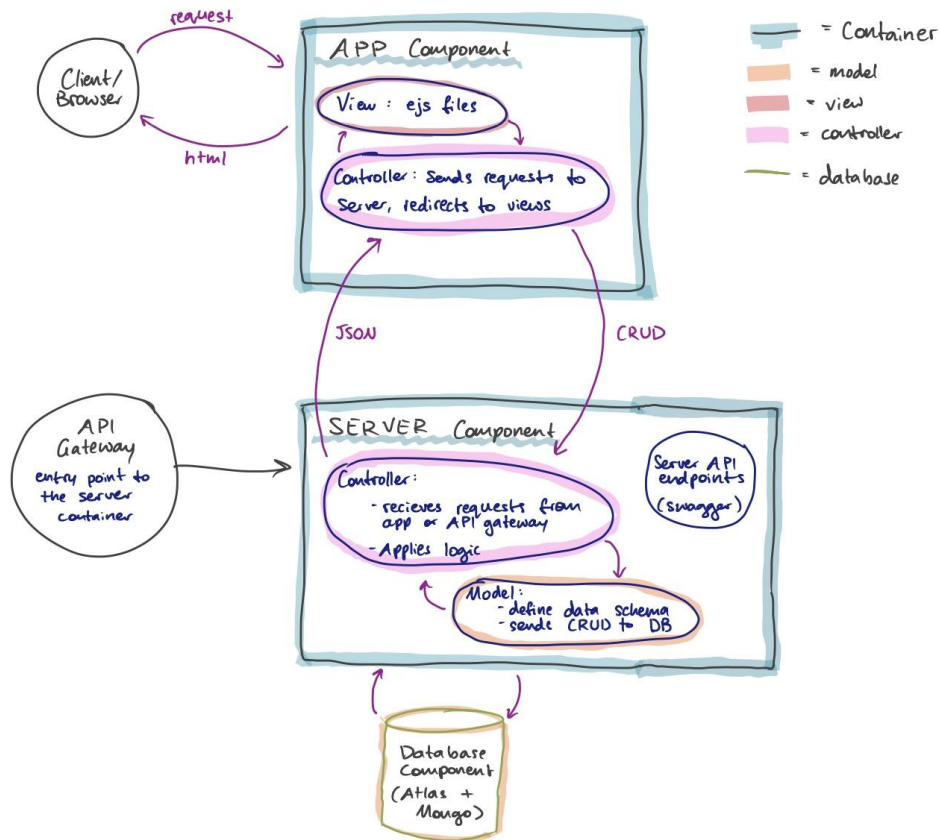 request
Client/
Browser
html
APP Component
View : ejs files
Controller: Sends requests to
Server, redirects to views
= Container
= model
= view
= controller
= database
JSON
CRUD
API
Gateway
entry point to
the server
container
SERVER Component
Controller:
- recieves requests from
app or API gateway
- Applies logic
Server API
endpoints
(swagger)
Model:
- define data schema
- sends CRUD to DB
Database
Component
(Atlas +
Mongo)